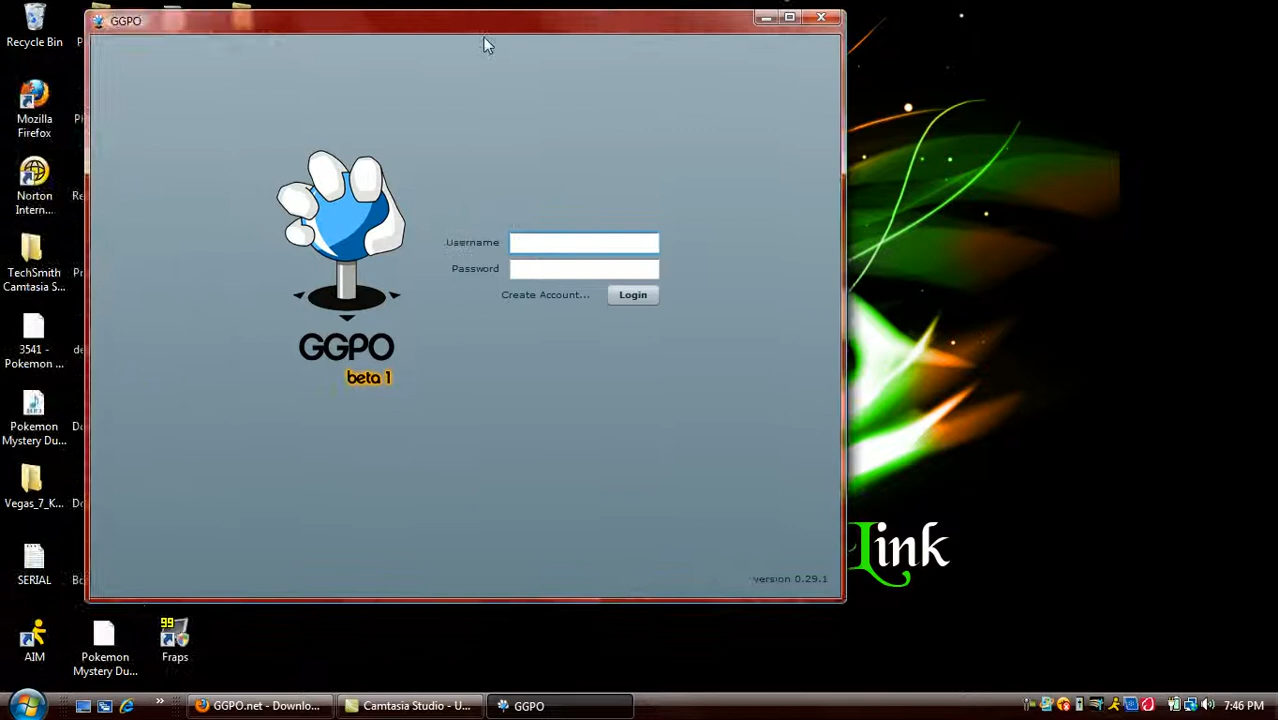 GGPO
Recycle Bin
Mozilla
Firefox
Norton
Intern...
TechSmith
Camtasia S...
3541 -
Pokemon ...
Pokemon
Mystery Du...
Vegas_7_K...
SERIAL
AIM
Pokemon
Mystery Du...
99
Fraps
Username
Password
Create Account...
Login
GGPO
beta 1
version 0.29.1
Link
GGPO.net - Downlo...
Camtasia Studio - U...
GGPO
7:46 PM